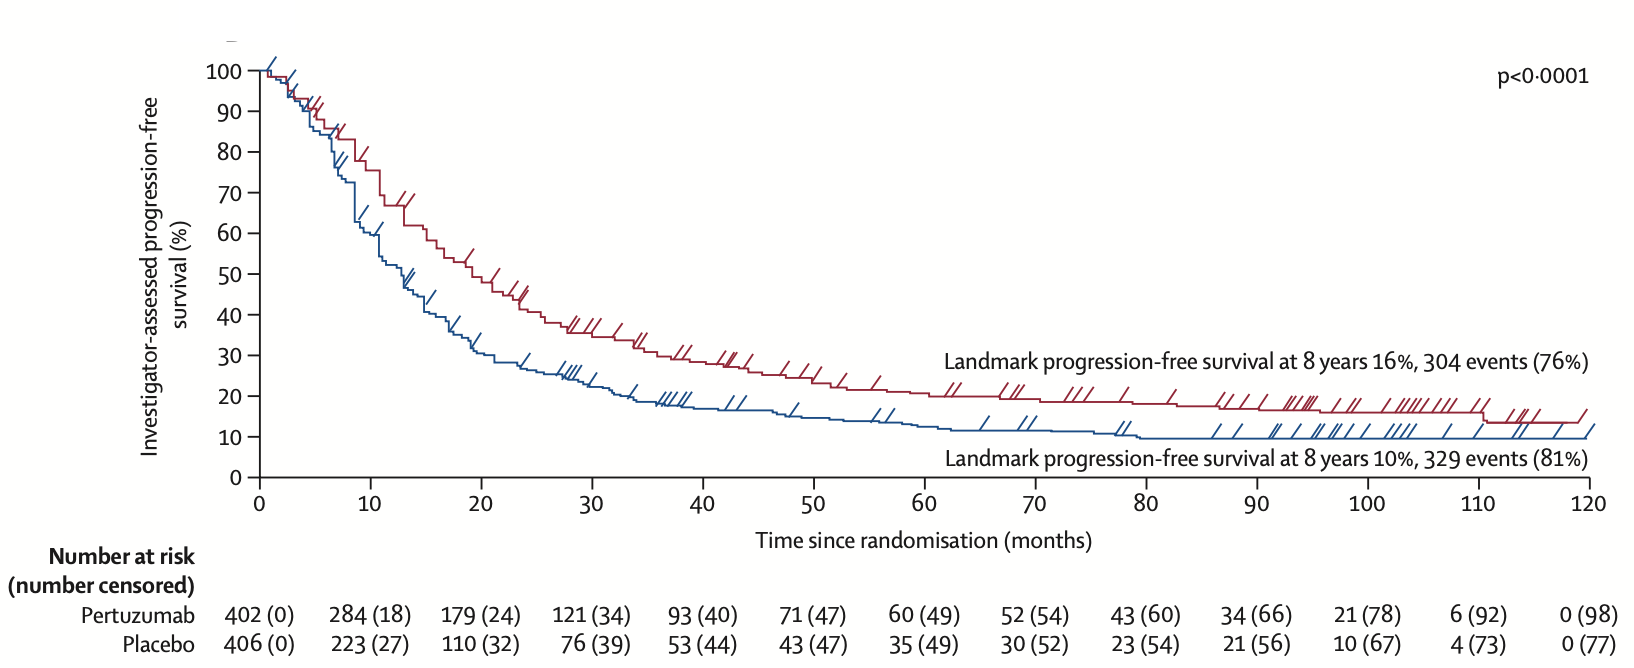 p<0·0001
Investigator-assessed progression-free
survival (%)
100
90
80
70
60
50
40
30
20
10
0
Landmark progression-free survival at 8 years 16%, 304 events (76%)
Landmark progression-free survival at 8 years 10%, 329 events (81%)
0 10 20 30 40 50 60 70 80 90 100 110 120
Time since randomisation (months)
Number at risk
(number censored)
Pertuzumab 402 (0) 284 (18) 179 (24) 121 (34) 93 (40) 71 (47) 60 (49) 52 (54) 43 (60) 34 (66) 21 (78) 6 (92) 0 (98)
Placebo 406 (0) 223 (27) 110 (32) 76 (39) 53 (44) 43 (47) 35 (49) 30 (52) 23 (54) 21 (56) 10 (67) 4 (73) 0 (77)